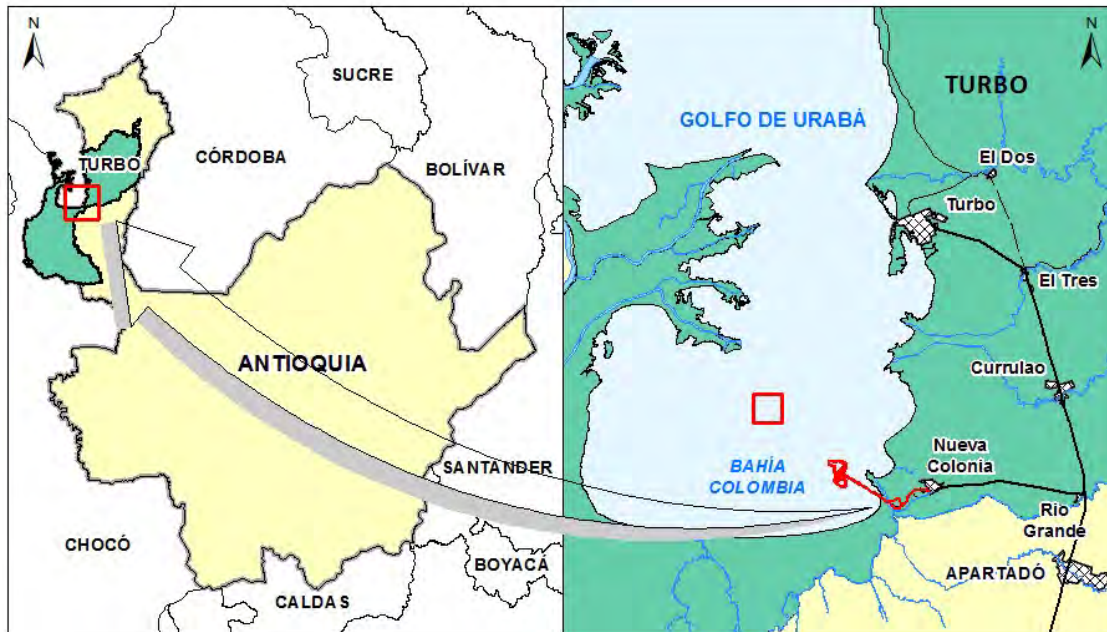 N
SUCRE
CÓRDOBA
TURBO
BOLÍVAR
ANTIOQUIA
SANTANDER
CHOCÓ
BOYACÁ
CALDAS
N
TURBO
GOLFO DE URABÁ
El Dos
Turbo
El Tres
Currulao
Nueva
Colonia
BAHÍA
COLOMBIA
Rio
Grande
APARTADÓ